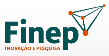 Finep
INOVAÇÃO E PESQUISA